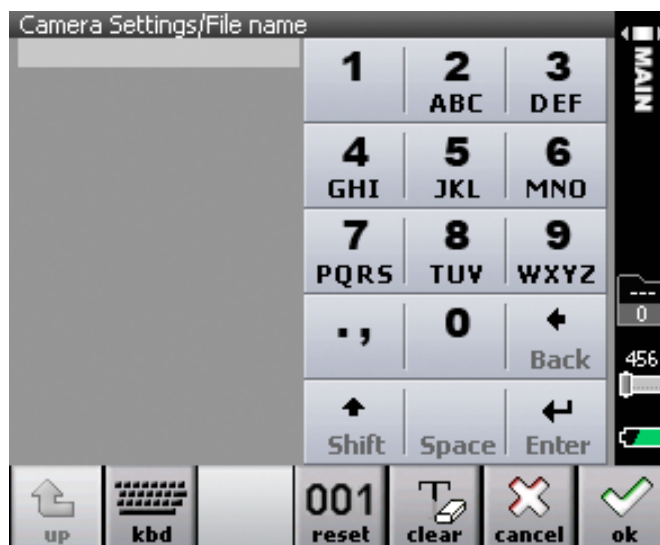 Camera Settings/File name
MAIN
1 2 3
ABC DEF
4 5 6
GHI JKL MNO
7 8 9
PQRS TUV WXYZ
., 0
Back
Shift Space Enter
---
0
456
001
up kbd reset clear cancel ok